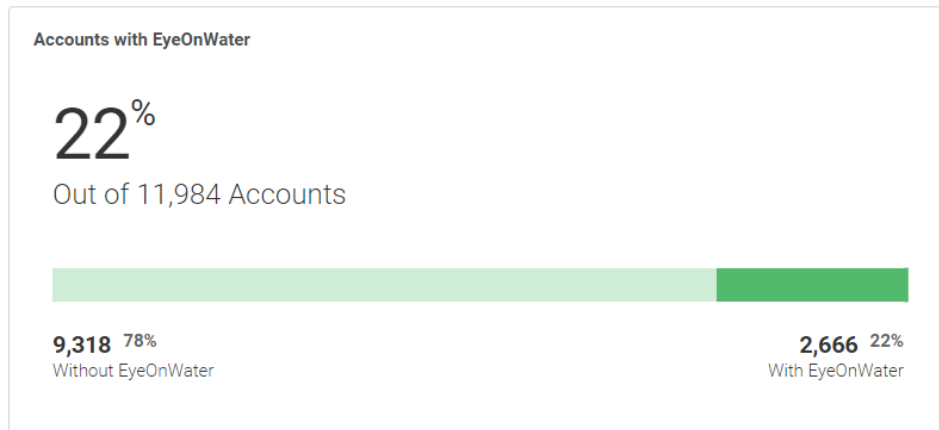 Accounts with EyeOnWater
22%
Out of 11,984 Accounts
9,318 78%
Without EyeOnWater
2,666 22%
With EyeOnWater